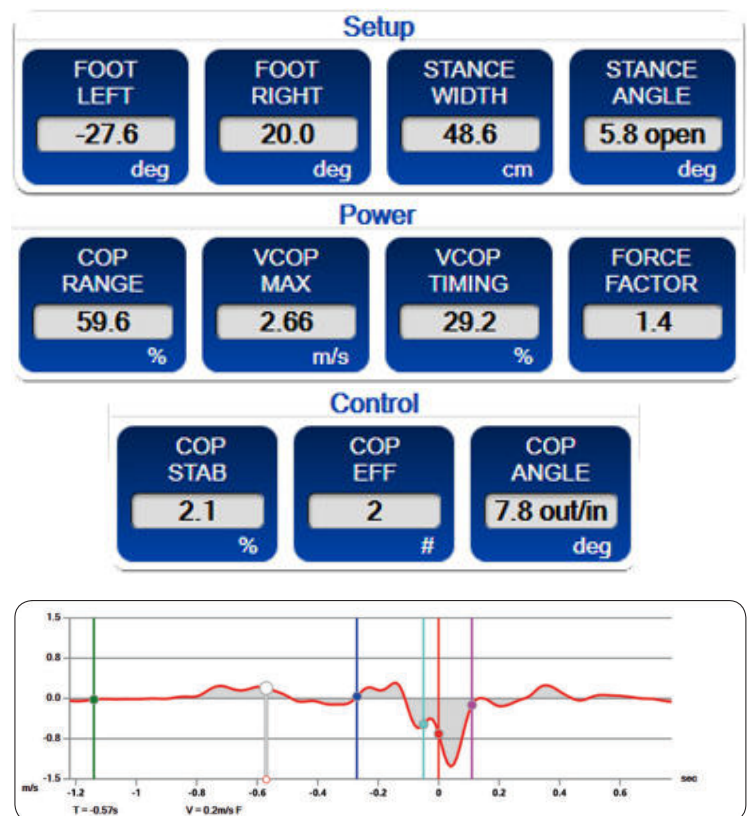 Setup
FOOT LEFT
-27.6
deg
FOOT RIGHT
20.0
deg
STANCE WIDTH
48.6
cm
STANCE ANGLE
5.8 open
deg
Power
COP RANGE
59.6
%
VCOP MAX
2.66
m/s
VCOP TIMING
29.2
%
FORCE FACTOR
1.4
Control
COP STAB
2.1
%
COP EFF
2
#
COP ANGLE
7.8 out/in
deg
1.5
0.8
0.0
-0.8
-1.5
m/s
-1.2 -1 -0.8 -0.6 -0.4 -0.2 0 0.2 0.4 0.6
sec
T = -0.57s V = 0.2m/s F